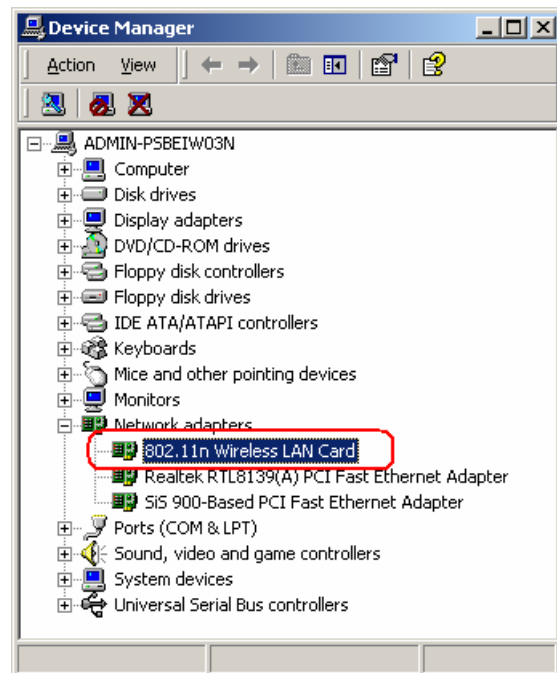 Device Manager
Action View
ADMIN-PSBEIW03N
Computer
Disk drives
Display adapters
DVD/CD-ROM drives
Floppy disk controllers
Floppy disk drives
IDE ATA/ATAPI controllers
Keyboards
Mice and other pointing devices
Monitors
Network adapters
802.11n Wireless LAN Card
Realtek RTL8139(A) PCI Fast Ethernet Adapter
SiS 900-Based PCI Fast Ethernet Adapter
Ports (COM & LPT)
Sound, video and game controllers
System devices
Universal Serial Bus controllers